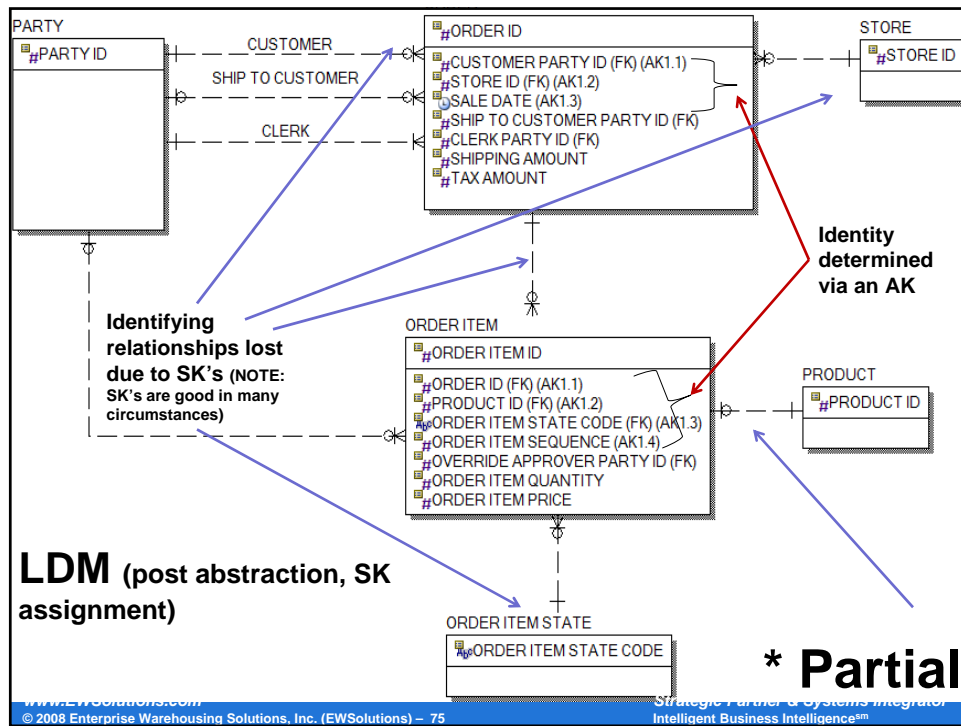 PARTY
#PARTY ID
CUSTOMER
SHIP TO CUSTOMER
CLERK
#ORDER ID
#CUSTOMER PARTY ID (FK) (AK1.1)
#STORE ID (FK) (AK1.2)
SALE DATE (AK1.3)
#SHIP TO CUSTOMER PARTY ID (FK)
#CLERK PARTY ID (FK)
#SHIPPING AMOUNT
#TAX AMOUNT
STORE
#STORE ID
Identity
determined
via an AK
Identifying
relationships lost
due to SK's (NOTE:
SK's are good in many
circumstances)
ORDER ITEM
#ORDER ITEM ID
#ORDER ID (FK) (AK1.1)
#PRODUCT ID (FK) (AK1.2)
ABC ORDER ITEM STATE CODE (FK) (AK1.3)
#ORDER ITEM SEQUENCE (AK1.4)
#OVERRIDE APPROVER PARTY ID (FK)
#ORDER ITEM QUANTITY
#ORDER ITEM PRICE
PRODUCT
#PRODUCT ID
LDM (post abstraction, SK
assignment)
ORDER ITEM STATE
ABC ORDER ITEM STATE CODE
* Partial
www.EWSolutions.com
Strategic Partner & Systems Integrator
© 2008 Enterprise Warehousing Solutions, Inc. (EWSolutions) – 75
Intelligent Business Intelligence℠